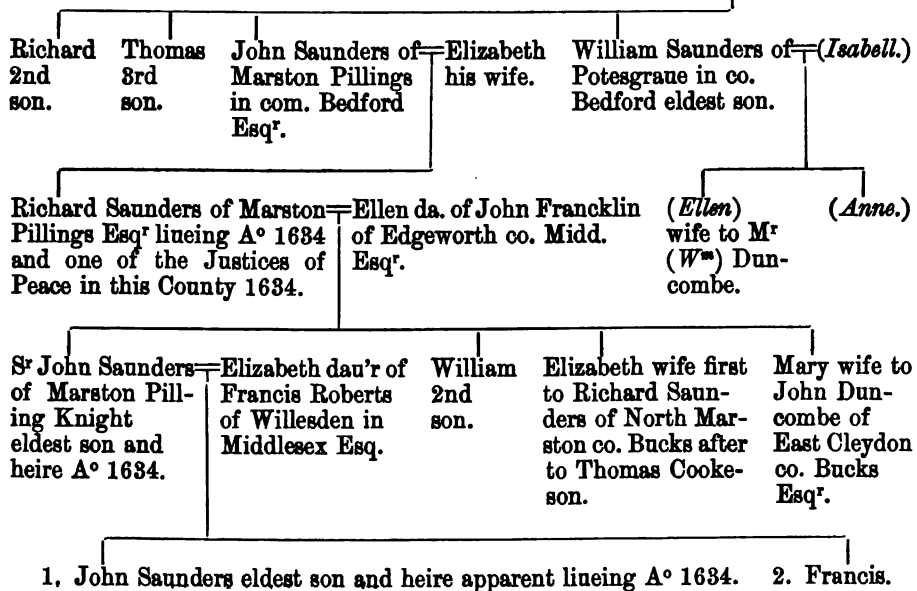 Richard
2nd
son.
Thomas
3rd
son.
John Saunders of
Marston Pillings
in com. Bedford
Esqʳ.
Elizabeth
his wife.
William Saunders of
Potesgraue in co.
Bedford eldest son.
(Isabell.)
Richard Saunders of Marston
Pillings Esqʳ liueing Aᵒ 1634
and one of the Justices of
Peace in this County 1634.
Ellen da. of John Francklin
of Edgeworth co. Midd.
Esqʳ.
(Ellen)
wife to Mʳ
(Wᵐ) Dun-
combe.
(Anne.)
Sʳ John Saunders
of Marston Pill-
ing Knight
eldest son and
heire Aᵒ 1634.
Elizabeth dau'r of
Francis Roberts
of Willesden in
Middlesex Esq.
William
2nd
son.
Elizabeth wife first
to Richard Saun-
ders of North Mar-
ston co. Bucks after
to Thomas Cooke-
son.
Mary wife to
John Dun-
combe of
East Cleydon
co. Bucks
Esqʳ.
1. John Saunders eldest son and heire apparent liueing Aᵒ 1634. 2. Francis.